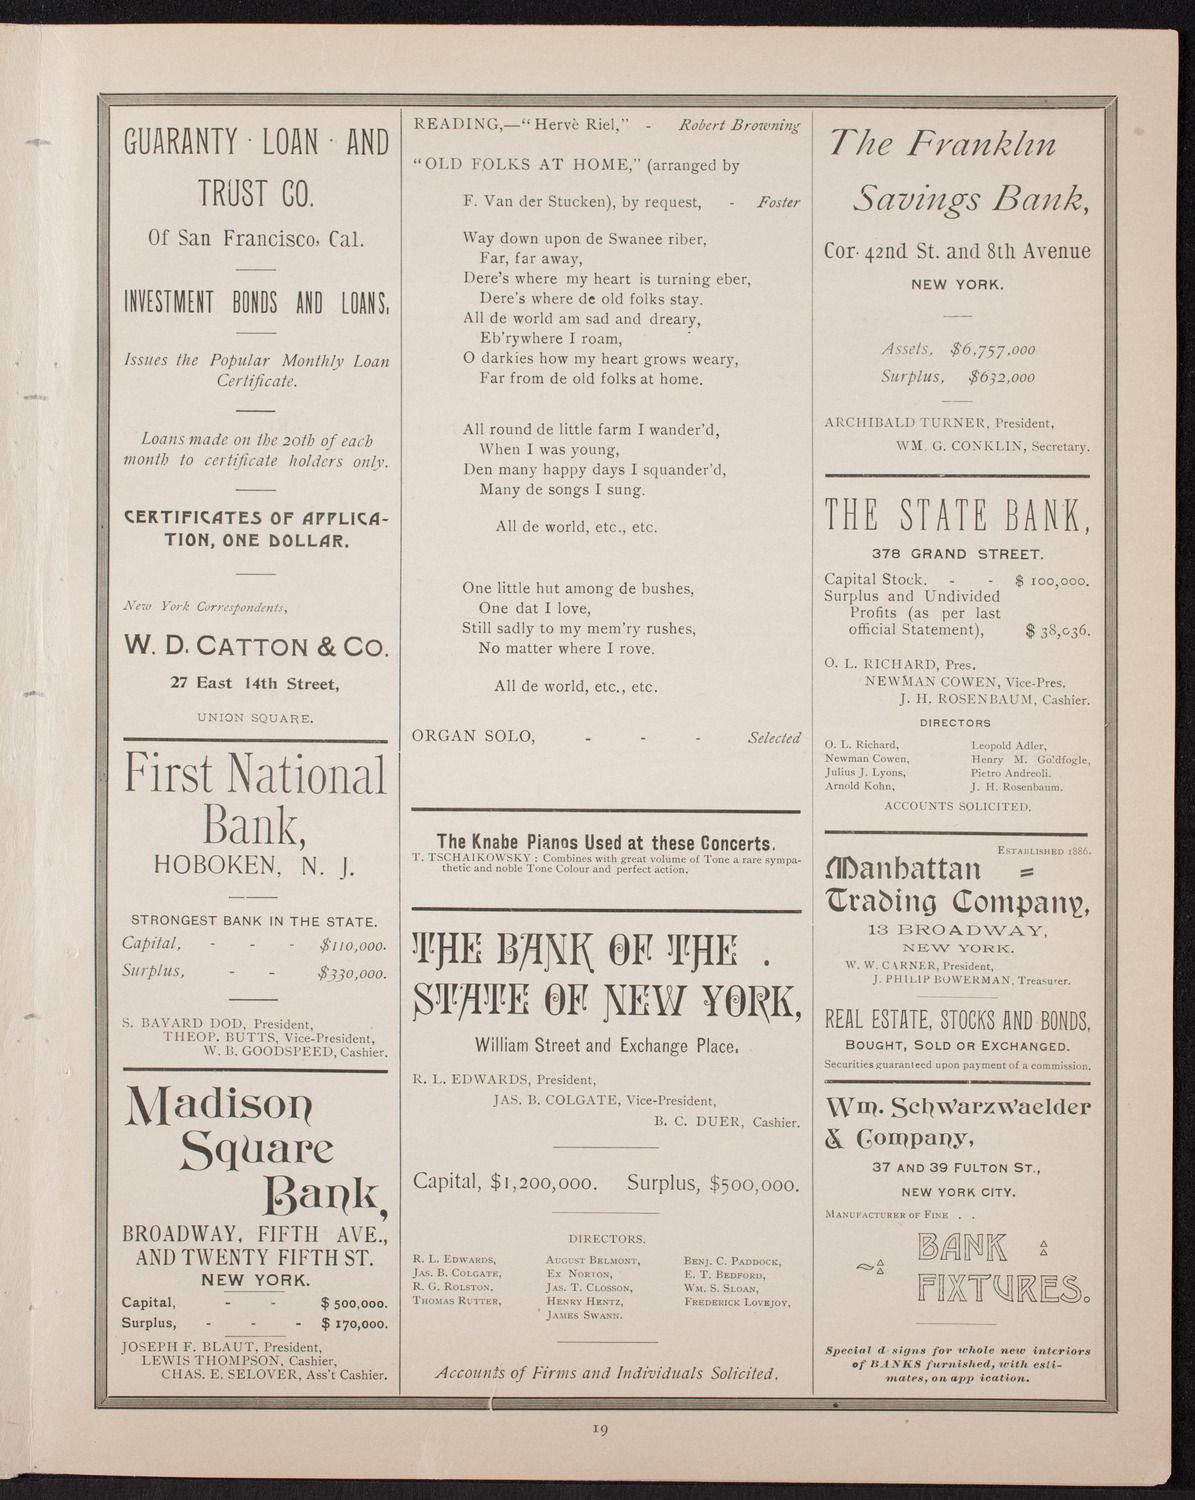 GUARANTY · LOAN · AND
TRUST CO.
Of San Francisco, Cal.
INVESTMENT BONDS AND LOANS,
Issues the Popular Monthly Loan
Certificate.
Loans made on the 20th of each
month to certificate holders only.
CERTIFICATES OF APPLICA-
TION, ONE DOLLAR.
New York Correspondents,
W. D. CATTON & CO.
27 East 14th Street,
UNION SQUARE.
First National
Bank,
HOBOKEN, N. J.
STRONGEST BANK IN THE STATE.
Capital, - - - $110,000.
Surplus, - - $330,000.
S. BAYARD DOD, President,
THEOP. BUTTS, Vice-President,
W. B. GOODSPEED, Cashier.
Madison
Square
Bank,
BROADWAY, FIFTH AVE.,
AND TWENTY FIFTH ST.
NEW YORK.
Capital, - - $ 500,000.
Surplus, - - - $ 170,000.
JOSEPH F. BLAUT, President,
LEWIS THOMPSON, Cashier,
CHAS. E. SELOVER, Ass't Cashier.
READING,—"Hervè Riel," - Robert Browning
"OLD FOLKS AT HOME," (arranged by
F. Van der Stucken), by request, - Foster
Way down upon de Swanee riber,
Far, far away,
Dere's where my heart is turning eber,
Dere's where de old folks stay.
All de world am sad and dreary,
Eb'rywhere I roam,
O darkies how my heart grows weary,
Far from de old folks at home.
All round de little farm I wander'd,
When I was young,
Den many happy days I squander'd,
Many de songs I sung.
All de world, etc., etc.
One little hut among de bushes,
One dat I love,
Still sadly to my mem'ry rushes,
No matter where I rove.
All de world, etc., etc.
ORGAN SOLO, - - - Selected
The Knabe Pianos Used at these Concerts.
T. TSCHAIKOWSKY : Combines with great volume of Tone a rare sympa-
thetic and noble Tone Colour and perfect action.
THE BANK OF THE .
STATE OF NEW YORK,
William Street and Exchange Place.
R. L. EDWARDS, President,
JAS. B. COLGATE, Vice-President,
B. C. DUER, Cashier.
Capital, $1,200,000. Surplus, $500,000.
DIRECTORS.
R. L. EDWARDS,
JAS. B. COLGATE,
R. G. ROLSTON.
THOMAS RUTTER,
AUGUST BELMONT,
EX NORTON,
JAS. T. CLOSSON,
HENRY HENTZ,
JAMES SWANN.
BENJ. C. PADDOCK,
E. T. BEDFORD,
WM. S. SLOAN,
FREDERICK LOVEJOY,
Accounts of Firms and Individuals Solicited.
The Franklin
Savings Bank,
Cor. 42nd St. and 8th Avenue
NEW YORK.
Assets, $6,757,000
Surplus, $632,000
ARCHIBALD TURNER, President,
WM. G. CONKLIN, Secretary.
THE STATE BANK,
378 GRAND STREET.
Capital Stock. - - $ 100,000.
Surplus and Undivided
Profits (as per last
official Statement), $ 38,036.
O. L. RICHARD, Pres.
NEWMAN COWEN, Vice-Pres.
J. H. ROSENBAUM, Cashier.
DIRECTORS
O. L. Richard, Leopold Adler,
Newman Cowen, Henry M. Goldfogle,
Julius J. Lyons, Pietro Andreoli.
Arnold Kohn, J. H. Rosenbaum.
ACCOUNTS SOLICITED.
ESTABLISHED 1886.
Manhattan =
Trading Company,
13 BROADWAY,
NEW YORK.
W. W. CARNER, President,
J. PHILIP BOWERMAN, Treasurer.
REAL ESTATE, STOCKS AND BONDS,
BOUGHT, SOLD OR EXCHANGED.
Securities guaranteed upon payment of a commission.
Wm. Schwarzwaelder
& Company,
37 AND 39 FULTON ST.,
NEW YORK CITY.
MANUFACTURER OF FINE . .
BANK
FIXTURES.
Special d signs for whole new interiors
of BANKS furnished, with esti-
mates, on app ication.
19